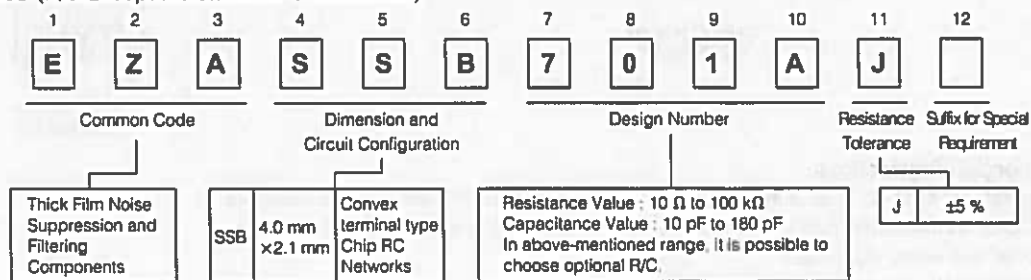 1 2 3 4 5 6 7 8 9 10 11 12
E Z A S S B 7 0 1 A J
Common Code
Dimension and
Circuit Configuration
Design Number
Resistance
Tolerance
Suffix for Special
Requirement
Thick Film Noise
Suppression and
Filtering
Components
SSB
4.0 mm
×2.1 mm
Convex
terminal type
Chip RC
Networks
Resistance Value : 10 Ω to 100 kΩ
Capacitance Value : 10 pF to 180 pF
In above-mentioned range, it is possible to
choose optional R/C.
J ±5 %